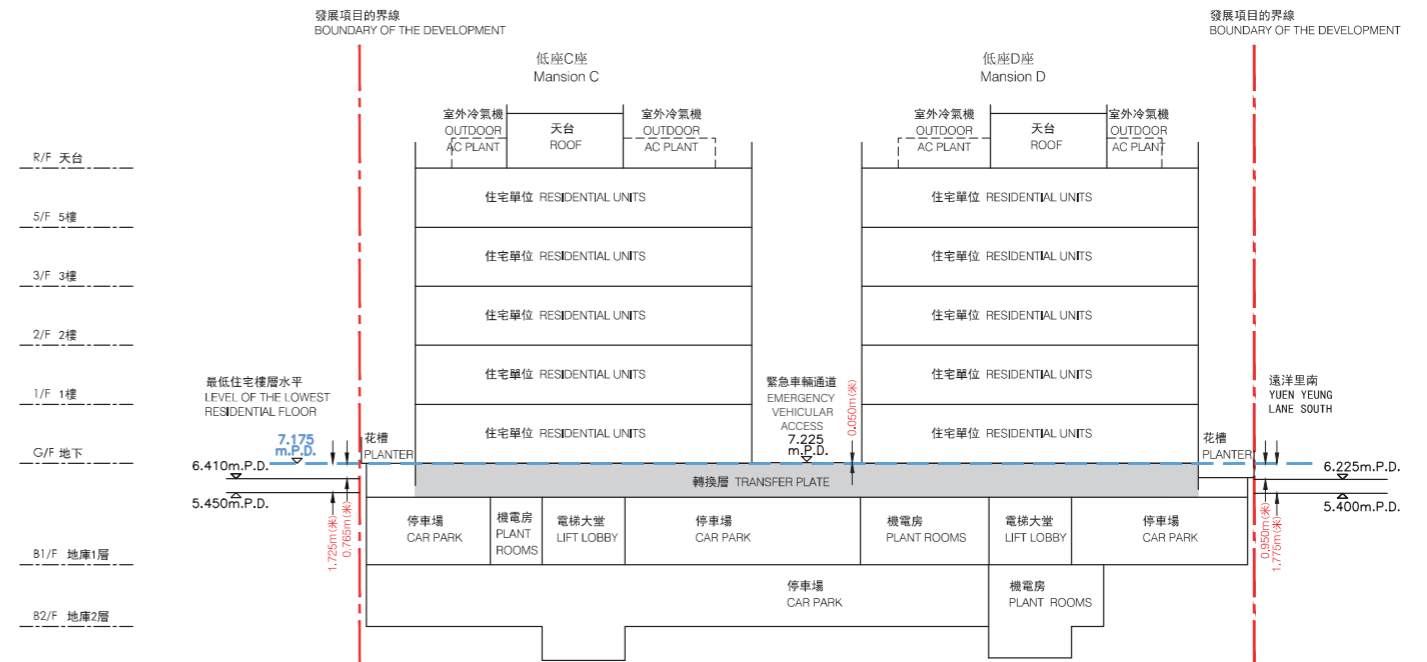 發展項目的界線
BOUNDARY OF THE DEVELOPMENT
發展項目的界線
BOUNDARY OF THE DEVELOPMENT
低座C座
Mansion C
低座D座
Mansion D
室外冷氣機
OUTDOOR
AC PLANT
天台
ROOF
室外冷氣機
OUTDOOR
AC PLANT
室外冷氣機
OUTDOOR
AC PLANT
天台
ROOF
室外冷氣機
OUTDOOR
AC PLANT
R/F 天台
住宅單位 RESIDENTIAL UNITS
住宅單位 RESIDENTIAL UNITS
5/F 5樓
住宅單位 RESIDENTIAL UNITS
住宅單位 RESIDENTIAL UNITS
3/F 3樓
住宅單位 RESIDENTIAL UNITS
住宅單位 RESIDENTIAL UNITS
2/F 2樓
住宅單位 RESIDENTIAL UNITS
住宅單位 RESIDENTIAL UNITS
1/F 1樓
最低住宅樓層水平
LEVEL OF THE LOWEST
RESIDENTIAL FLOOR
緊急車輛通道
EMERGENCY
VEHICULAR
ACCESS
7.225
m.P.D.
0.050m(米)
遠洋里南
YUEN YEUNG
LANE SOUTH
住宅單位 RESIDENTIAL UNITS
住宅單位 RESIDENTIAL UNITS
7.175
m.P.D.
花槽
PLANTER
花槽
PLANTER
G/F 地下
6.410m.P.D.
5.450m.P.D.
6.225m.P.D.
5.400m.P.D.
轉換層 TRANSFER PLATE
1.725m(米)
0.765m(米)
0.950m(米)
1.775m(米)
停車場
CAR PARK
機電房
PLANT
ROOMS
電梯大堂
LIFT LOBBY
停車場
CAR PARK
機電房
PLANT ROOMS
電梯大堂
LIFT LOBBY
停車場
CAR PARK
B1/F 地庫1層
停車場
CAR PARK
機電房
PLANT ROOMS
B2/F 地庫2層